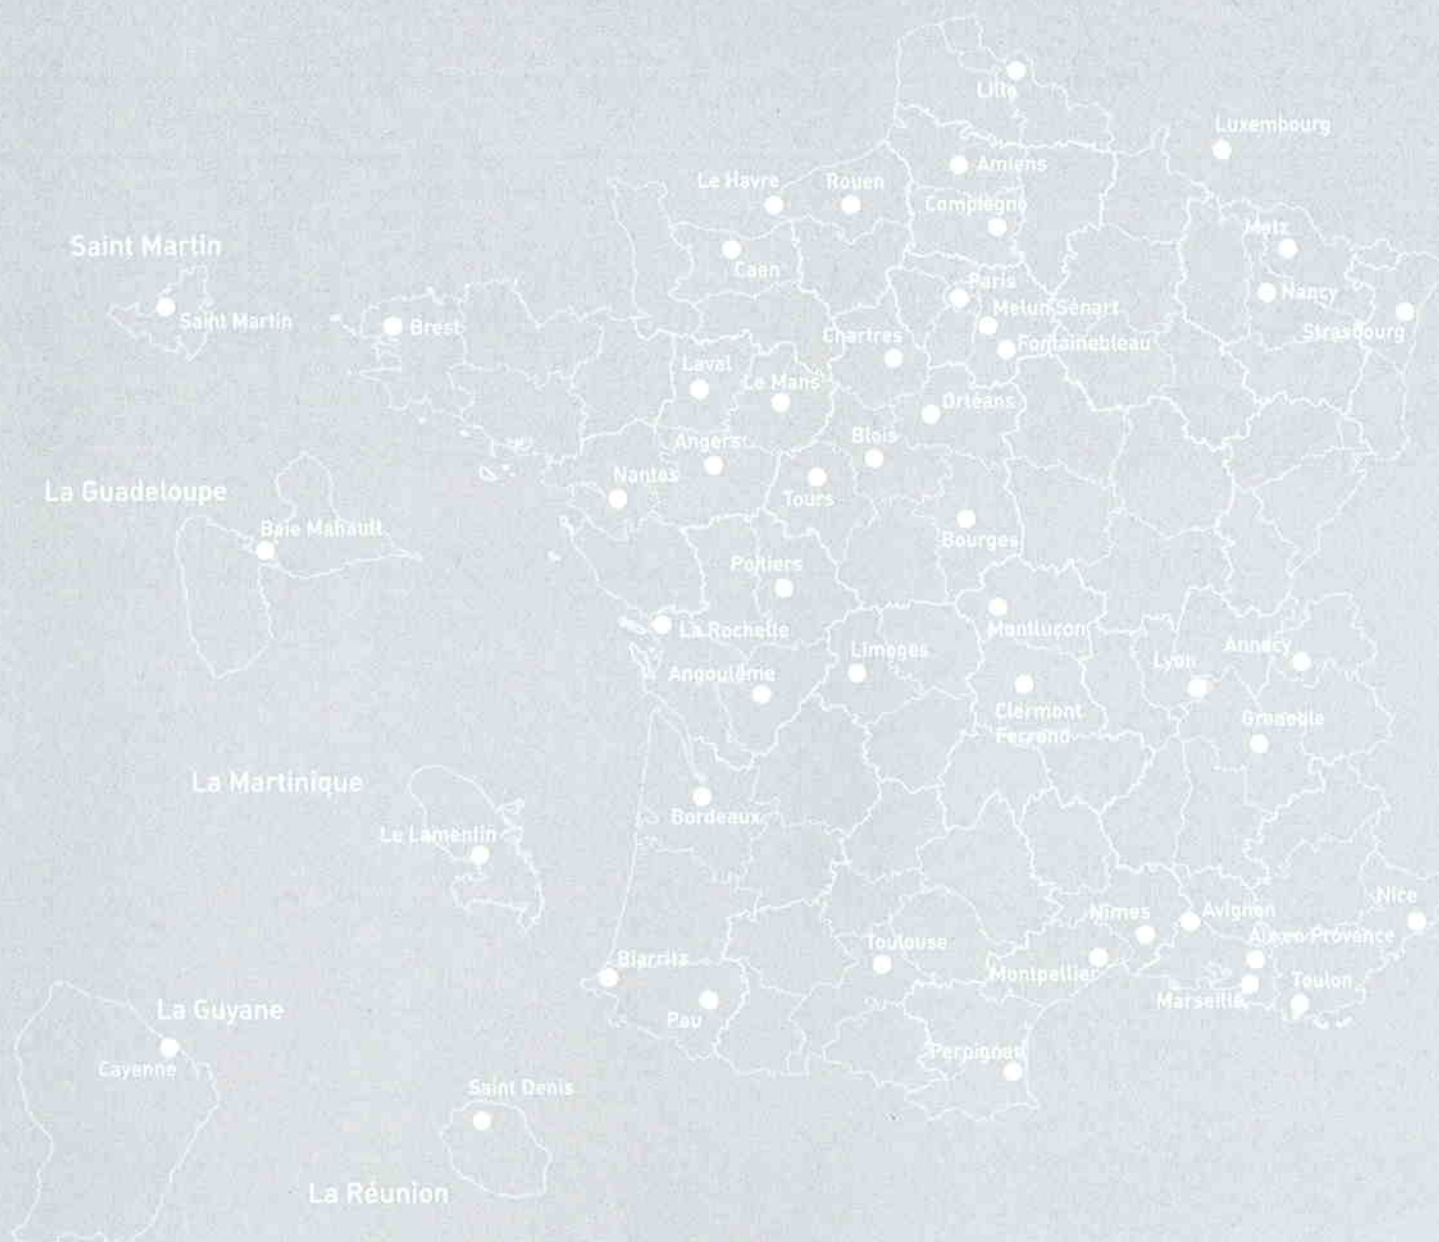 Lille
Luxembourg
Amiens
Le Havre
Rouen
Compiègne
Metz
Saint Martin
Caen
Paris
Nancy
Melun Sénart
Saint Martin
Brest
Chartres
Strasbourg
Fontainebleau
Laval
Le Mans
Orléans
Angers
Blois
Nantes
La Guadeloupe
Tours
Baie Mahault
Bourges
Poitiers
La Rochelle
Montluçon
Limoges
Annecy
Lyon
Angoulême
Clermont
Ferrand
Grenoble
La Martinique
Bordeaux
Le Lamentin
Nice
Nîmes
Avignon
Aix en Provence
Toulouse
Biarritz
Montpellier
Toulon
Marseille
La Guyane
Pau
Perpignan
Cayenne
Saint Denis
La Réunion